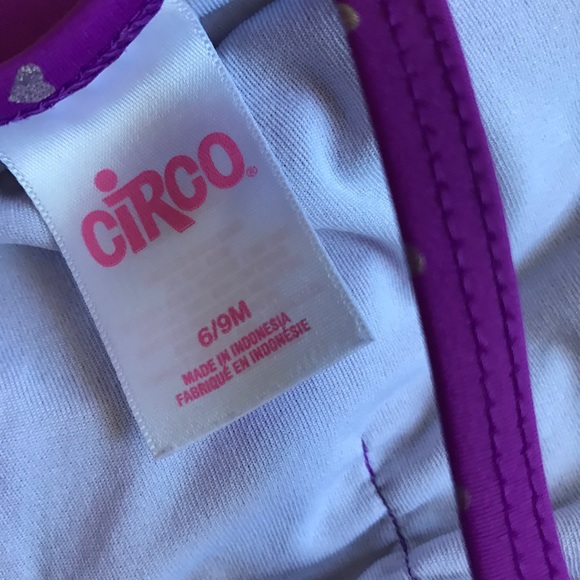 CiRCO®
6/9M
MADE IN INDONESIA
FABRIQUÉ EN INDONÉSIE